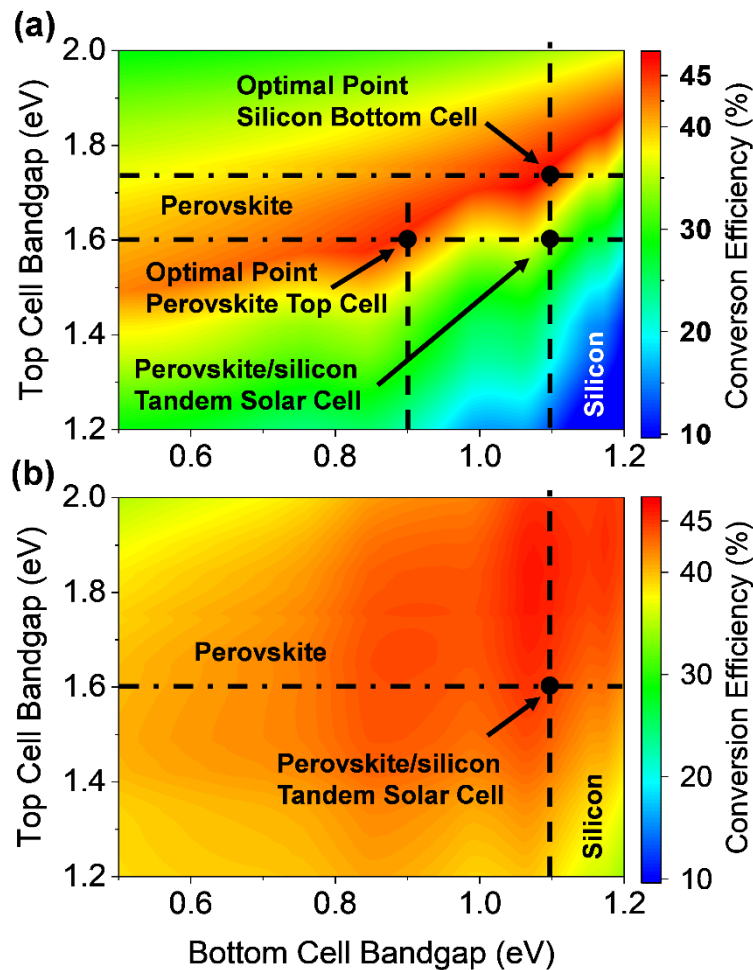 (a)
2.0
1.8
1.6
1.4
1.2
Top Cell Bandgap (eV)
Optimal Point
Silicon Bottom Cell
Perovskite
Optimal Point
Perovskite Top Cell
Perovskite/silicon
Tandem Solar Cell
Silicon
0.6
0.8
1.0
1.2
45
40
30
20
10
Converson Efficiency (%)
(b)
2.0
1.8
1.6
1.4
1.2
Top Cell Bandgap (eV)
Perovskite
Perovskite/silicon
Tandem Solar Cell
Silicon
0.6
0.8
1.0
1.2
Bottom Cell Bandgap (eV)
45
40
30
20
10
Conversion Efficiency (%)